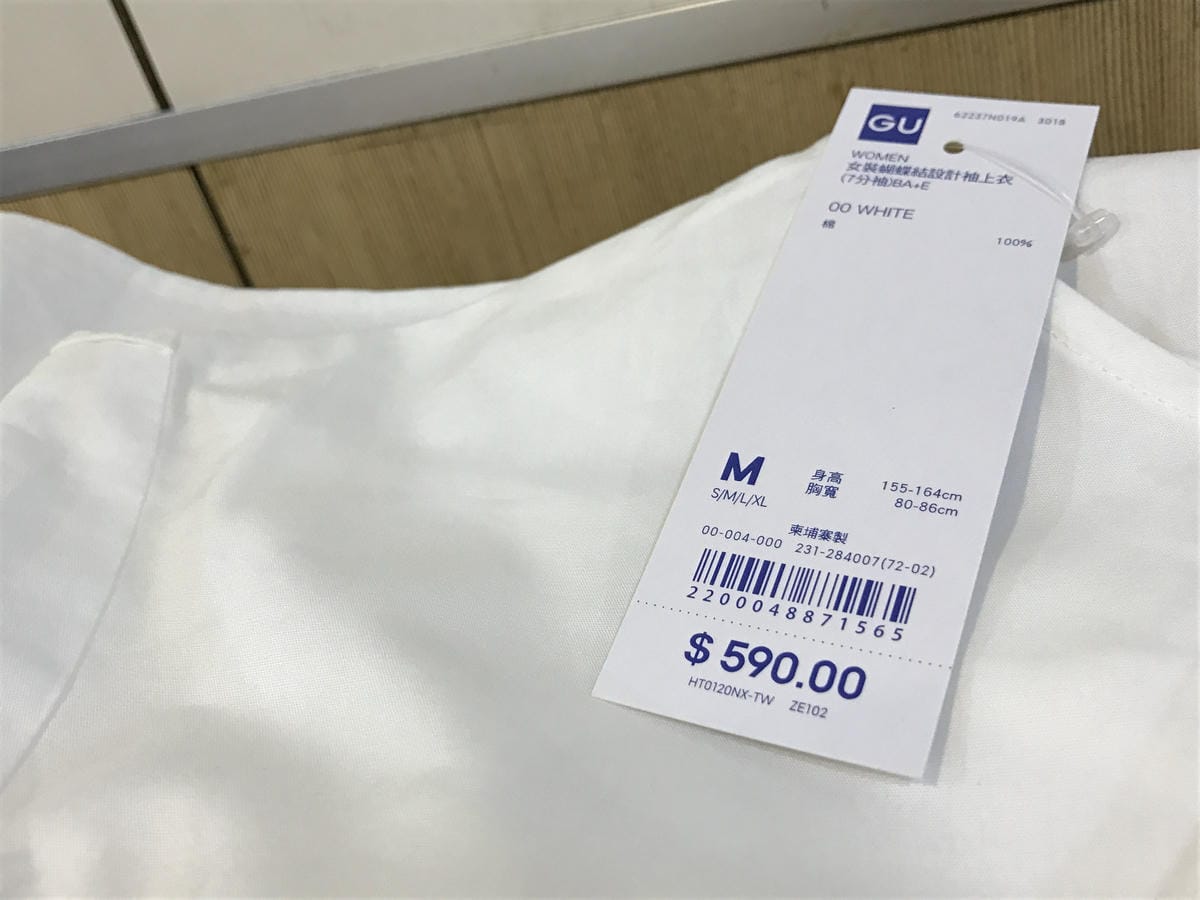 GU
62237N019A 3018
WOMEN
女裝蝴蝶結設計袖上衣
(7分袖)BA+E
00 WHITE
棉 100%
M
S/M/L/XL
身高 155-164cm
胸寬 80-86cm
柬埔寨製
00-004-000 231-284007(72-02)
2200048871565
$590.00
HT0120NX-TW ZE102